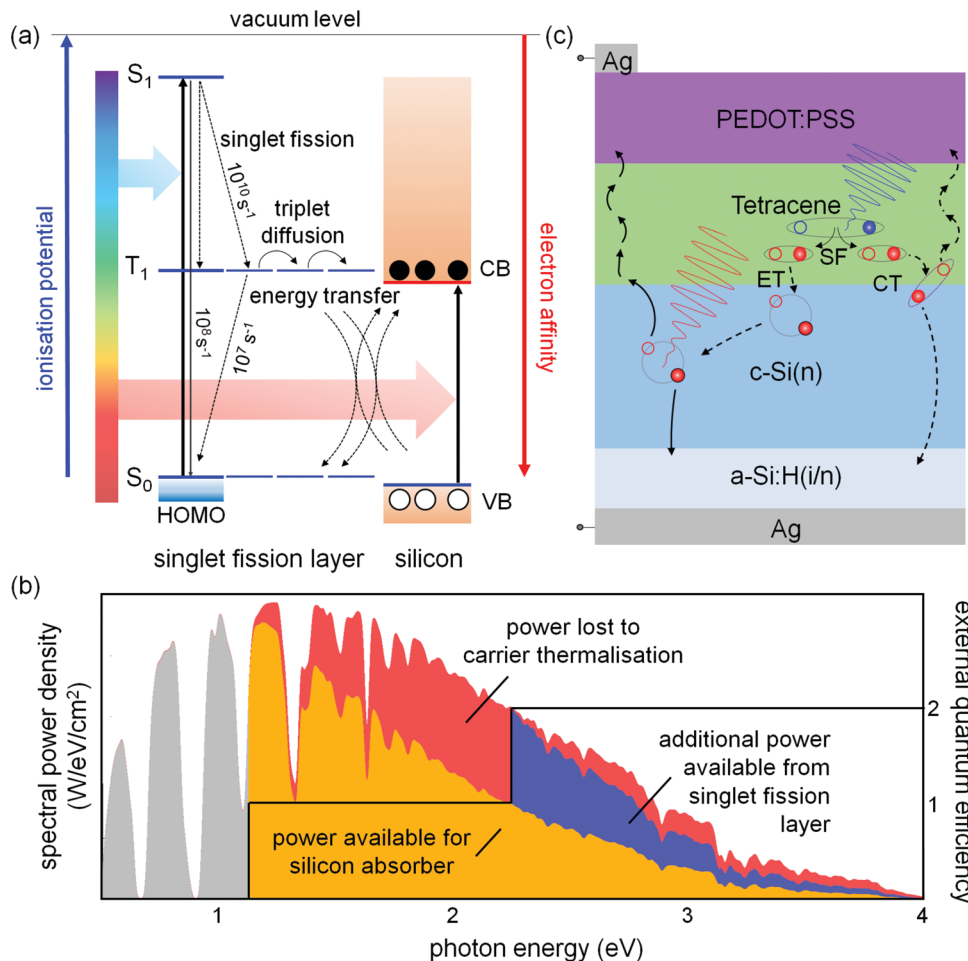 (a)
vacuum level
S1
singlet fission
10^10 s^-1
triplet
diffusion
T1
CB
energy transfer
10^8 s^-1
10^7 s^-1
ionisation potential
electron affinity
S0
HOMO
VB
singlet fission layer
silicon
(c)
Ag
PEDOT:PSS
Tetracene
SF
ET
CT
c-Si(n)
a-Si:H(i/n)
Ag
(b)
spectral power density
(W/eV/cm²)
power lost to
carrier thermalisation
additional power
available from
singlet fission
layer
power available for
silicon absorber
2
1
external quantum efficiency
1
2
3
4
photon energy (eV)